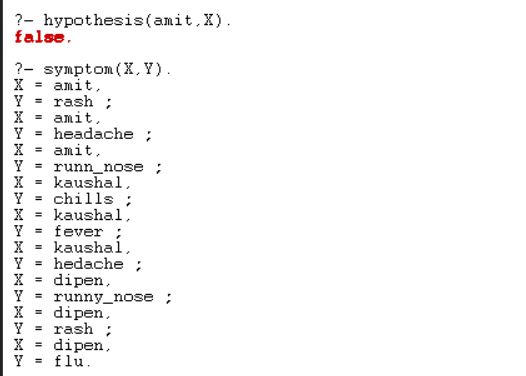 ?- hypothesis(amit,X).
false.
?- symptom(X,Y).
X = amit,
Y = rash ;
X = amit,
Y = headache ;
X = amit,
Y = runn_nose ;
X = kaushal,
Y = chills ;
X = kaushal,
Y = fever ;
X = kaushal,
Y = hedache ;
X = dipen,
Y = runny_nose ;
X = dipen,
Y = rash ;
X = dipen,
Y = flu.